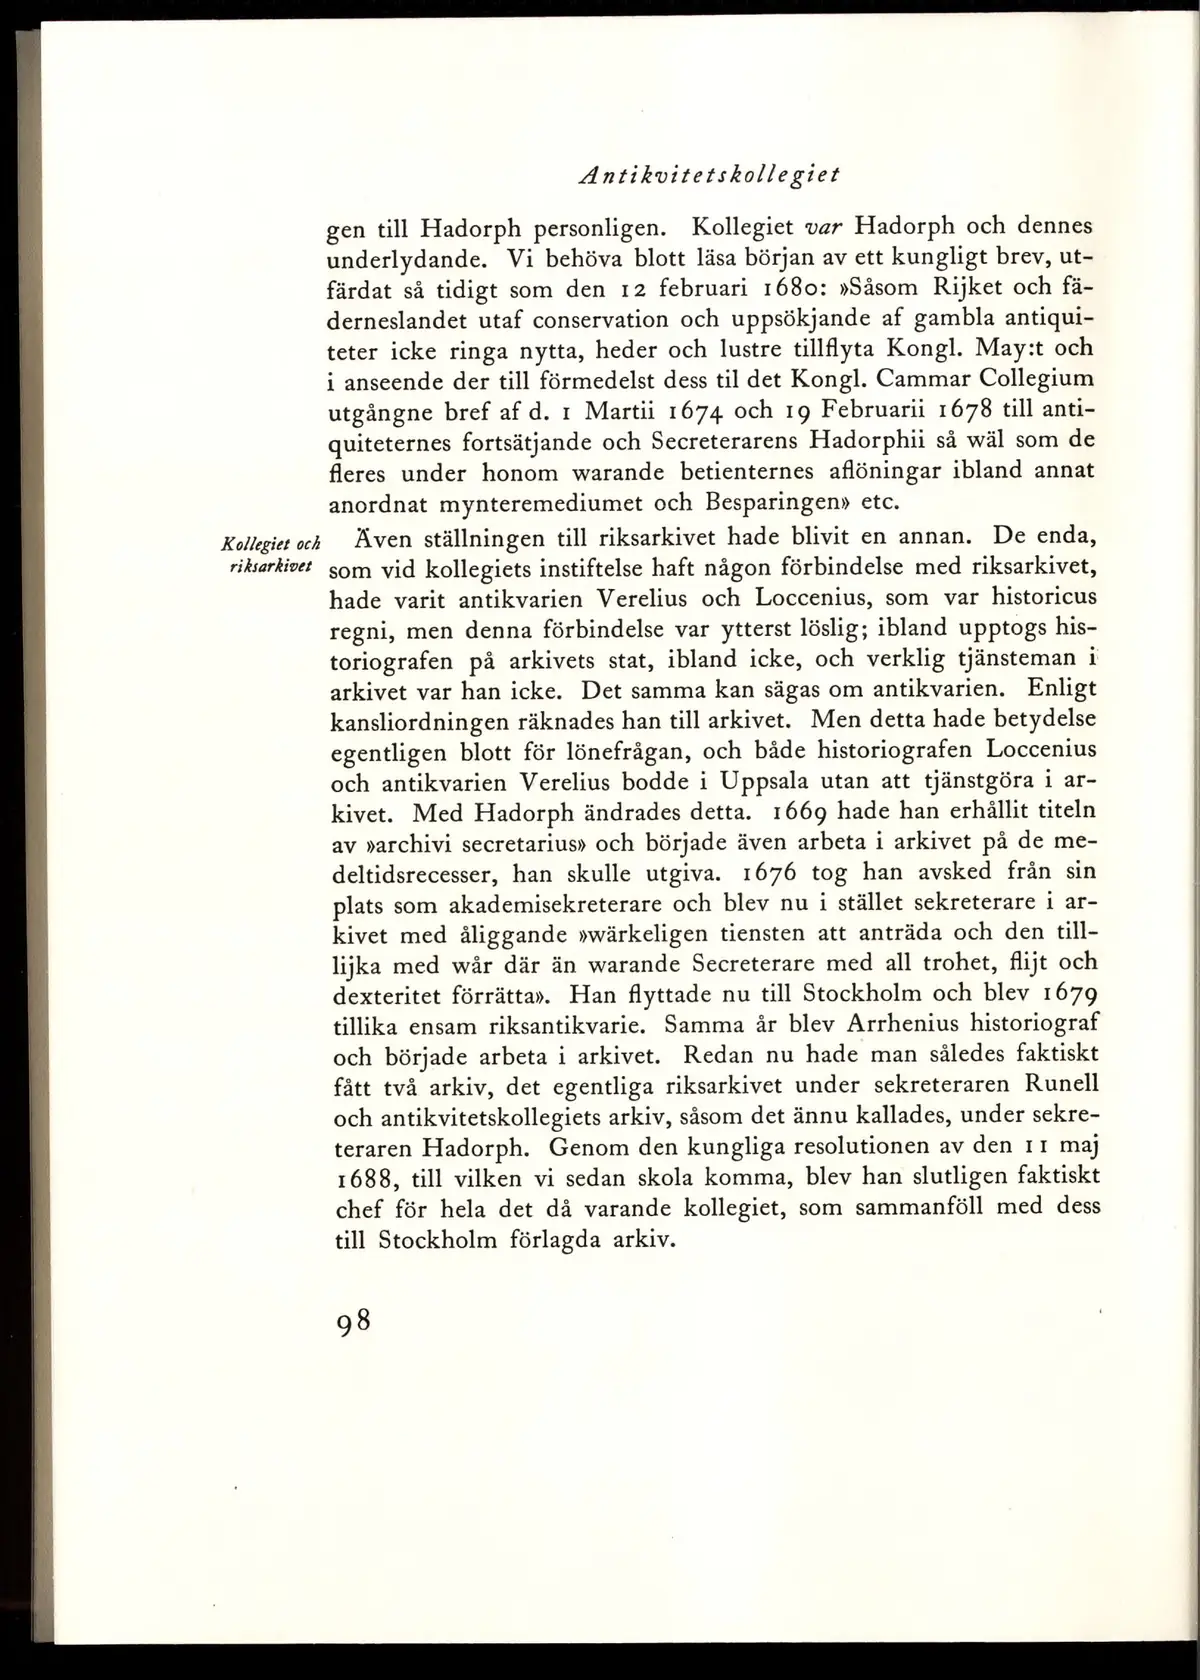 Antikvitetskollegiet
gen till Hadorph personligen. Kollegiet var Hadorph och dennes
underlydande. Vi behöva blott läsa början av ett kungligt brev, ut-
färdat så tidigt som den 12 februari 1680: »Såsom Rijket och fä-
derneslandet utaf conservation och uppsökjande af gambla antiqui-
teter icke ringa nytta, heder och lustre tillflyta Kongl. May:t och
i anseende der till förmedelst dess til det Kongl. Cammar Collegium
utgångne bref af d. 1 Martii 1674 och 19 Februarii 1678 till anti-
quiteternes fortsätjande och Secreterarens Hadorphii så wäl som de
fleres under honom warande betienternes aflöningar ibland annat
anordnat mynteremediumet och Besparingen» etc.
Kollegiet och
riksarkivet
Även ställningen till riksarkivet hade blivit en annan. De enda,
som vid kollegiets instiftelse haft någon förbindelse med riksarkivet,
hade varit antikvarien Verelius och Loccenius, som var historicus
regni, men denna förbindelse var ytterst löslig; ibland upptogs his-
toriografen på arkivets stat, ibland icke, och verklig tjänsteman i
arkivet var han icke. Det samma kan sägas om antikvarien. Enligt
kansliordningen räknades han till arkivet. Men detta hade betydelse
egentligen blott för lönefrågan, och både historiografen Loccenius
och antikvarien Verelius bodde i Uppsala utan att tjänstgöra i ar-
kivet. Med Hadorph ändrades detta. 1669 hade han erhållit titeln
av »archivi secretarius» och började även arbeta i arkivet på de me-
deltidsrecesser, han skulle utgiva. 1676 tog han avsked från sin
plats som akademisekreterare och blev nu i stället sekreterare i ar-
kivet med åliggande »wärkeligen tiensten att anträda och den till-
lijka med wår där än warande Secreterare med all trohet, flijt och
dexteritet förrätta». Han flyttade nu till Stockholm och blev 1679
tillika ensam riksantikvarie. Samma år blev Arrhenius historiograf
och började arbeta i arkivet. Redan nu hade man således faktiskt
fått två arkiv, det egentliga riksarkivet under sekreteraren Runell
och antikvitetskollegiets arkiv, såsom det ännu kallades, under sekre-
teraren Hadorph. Genom den kungliga resolutionen av den 11 maj
1688, till vilken vi sedan skola komma, blev han slutligen faktiskt
chef för hela det då varande kollegiet, som sammanföll med dess
till Stockholm förlagda arkiv.
98